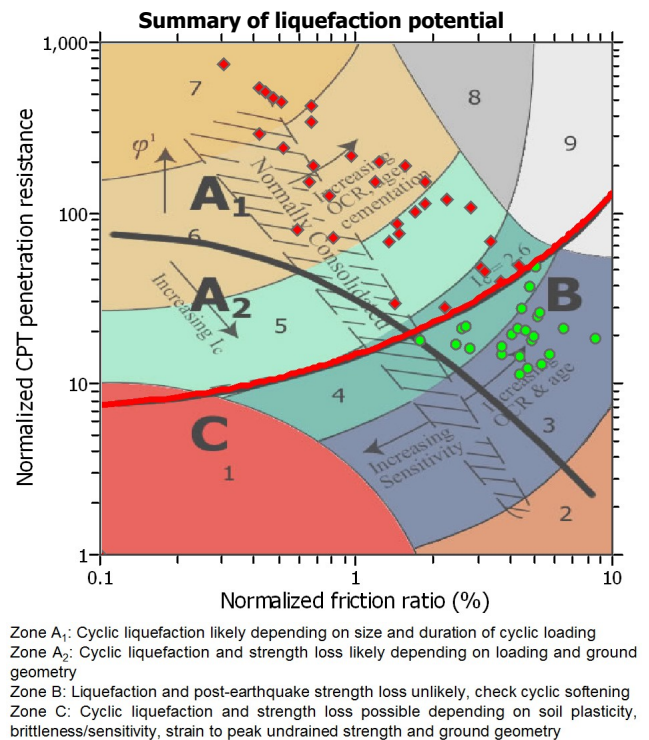 Summary of liquefaction potential
1,000
100
10
1
Normalized CPT penetration resistance
7
8
9
φ¹
A₁
Normally Consolidated
Increasing
OCR, age,
cementation
6
A₂
Increasing Ic
5
Ic = 2.6
B
4
Increasing
OCR & age
3
C
Increasing
Sensitivity
1
2
0.1
1
10
Normalized friction ratio (%)
Zone A₁: Cyclic liquefaction likely depending on size and duration of cyclic loading
Zone A₂: Cyclic liquefaction and strength loss likely depending on loading and ground
geometry
Zone B: Liquefaction and post-earthquake strength loss unlikely, check cyclic softening
Zone C: Cyclic liquefaction and strength loss possible depending on soil plasticity,
brittleness/sensitivity, strain to peak undrained strength and ground geometry